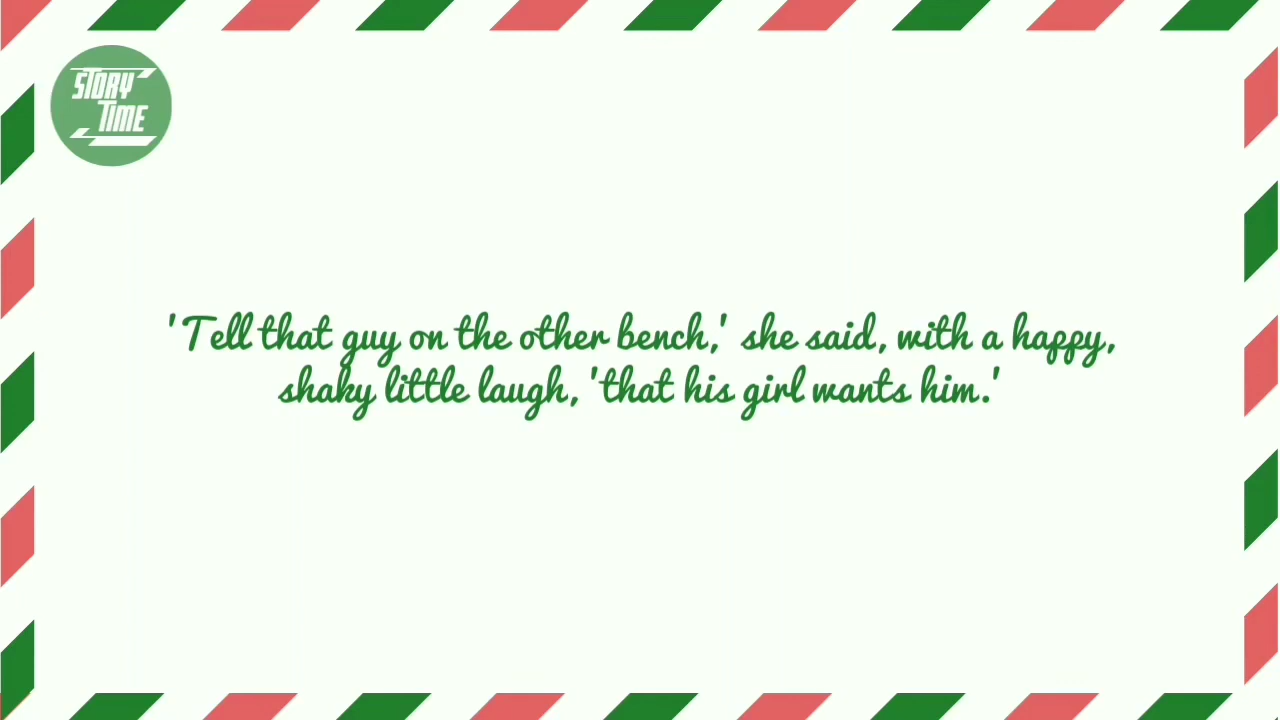 STORY
TIME
'Tell that guy on the other bench,' she said, with a happy,
shaky little laugh, 'that his girl wants him.'